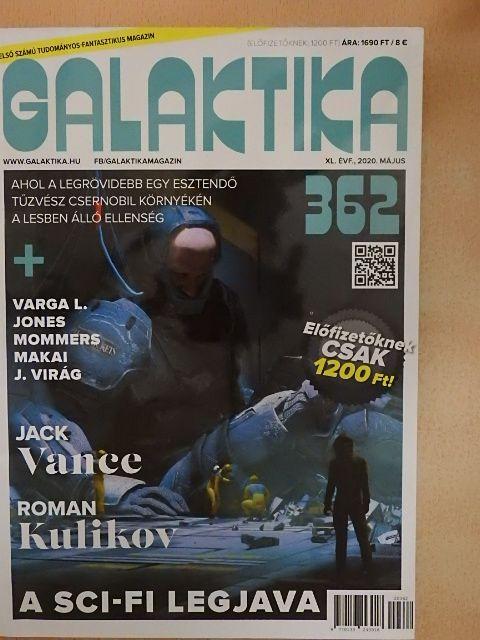 ELSŐ SZÁMÚ TUDOMÁNYOS-FANTASZTIKUS MAGAZIN
(ELŐFIZETŐKNEK: 1200 FT) ÁRA: 1690 FT / 8 €
GALAKTIKA
WWW.GALAKTIKA.HU FB/GALAKTIKAMAGAZIN XL. ÉVF., 2020. MÁJUS
AHOL A LEGRÖVIDEBB EGY ESZTENDŐ
TŰZVÉSZ CSERNOBIL KÖRNYÉKÉN
A LESBEN ÁLLÓ ELLENSÉG
362
+
VARGA L.
JONES
MOMMERS
MAKAI
J. VIRÁG
Előfizetőknek
CSAK
1200 Ft!
JACK
Vance
ROMAN
Kulikov
A SCI-FI LEGJAVA
20362